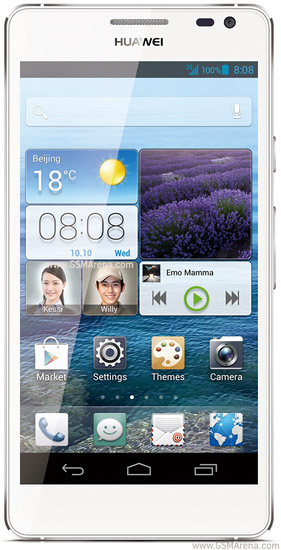 HUAWEI
3G 100% 8:08
Beijing
18°C
08:08
10.10 Wed
www.GSMArena.com
Emo Mamma
Kessi
Willy
Market
Settings
Themes
Camera
www.GSMArena.com